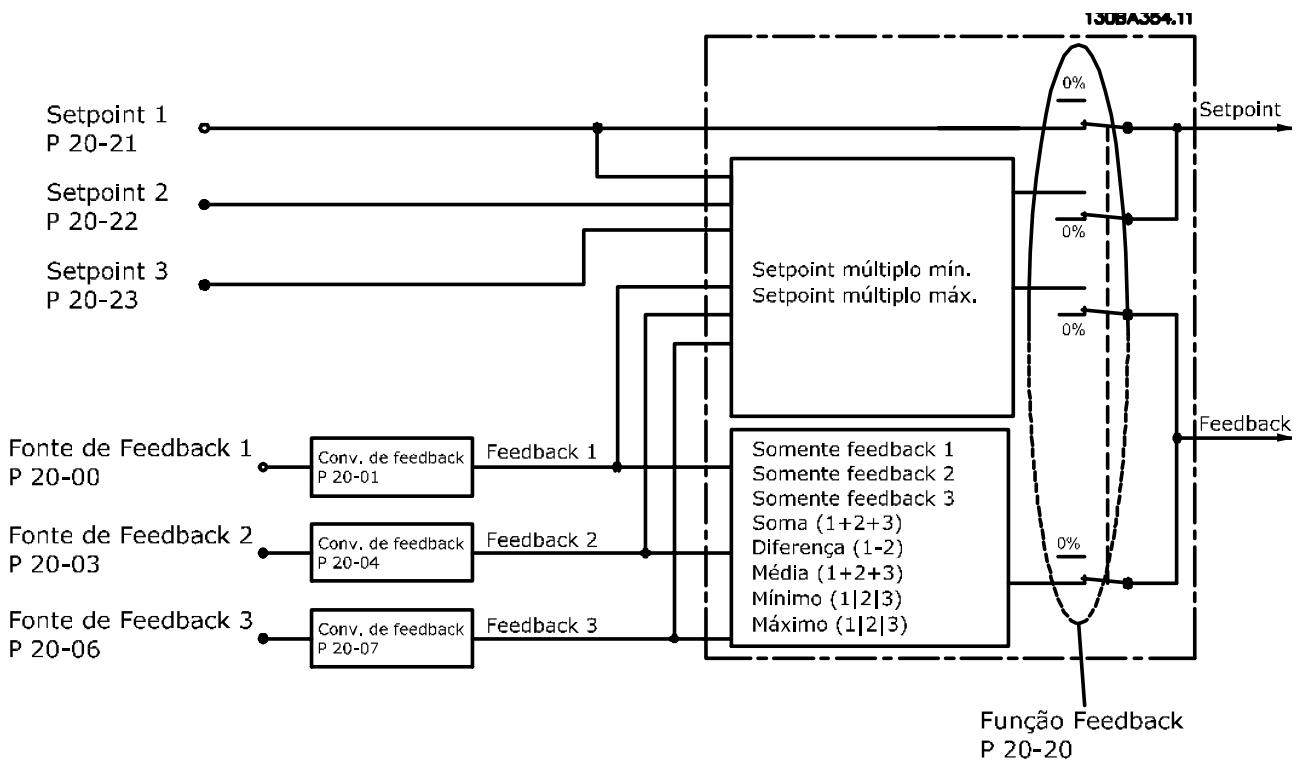 130BA354.11
Setpoint 1
P 20-21
0%
Setpoint
Setpoint 2
P 20-22
0%
Setpoint 3
P 20-23
Setpoint múltiplo mín.
Setpoint múltiplo máx.
0%
Feedback
Fonte de Feedback 1
P 20-00
Conv. de feedback
P 20-01
Feedback 1
Fonte de Feedback 2
P 20-03
Conv. de feedback
P 20-04
Feedback 2
Fonte de Feedback 3
P 20-06
Conv. de feedback
P 20-07
Feedback 3
Somente feedback 1
Somente feedback 2
Somente feedback 3
Soma (1+2+3)
Diferença (1-2)
Média (1+2+3)
Mínimo (1|2|3)
Máximo (1|2|3)
0%
Função Feedback
P 20-20